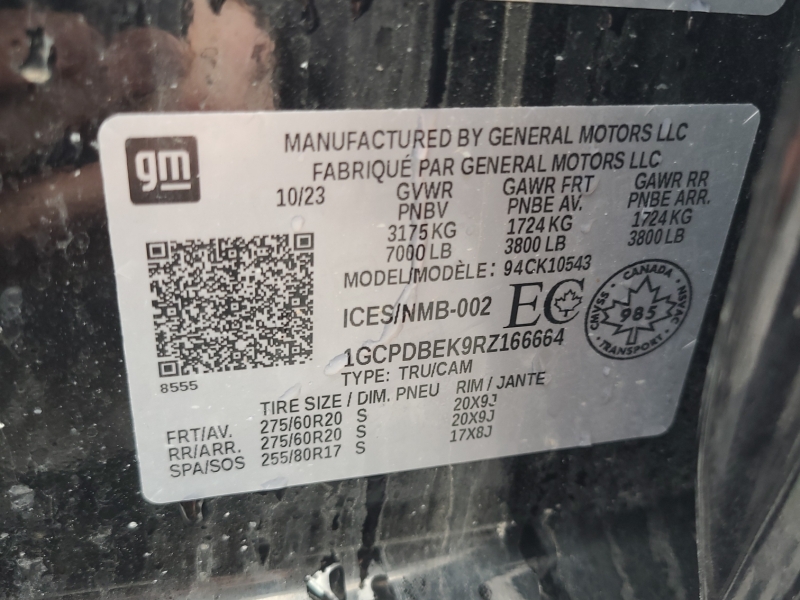 gm
MANUFACTURED BY GENERAL MOTORS LLC
FABRIQUÉ PAR GENERAL MOTORS LLC
10/23 GVWR GAWR FRT GAWR RR
PNBV PNBE AV. PNBE ARR.
3175 KG 1724 KG 1724 KG
7000 LB 3800 LB 3800 LB
MODEL/MODÈLE: 94CK10543
ICES/NMB-002 EC
CANADA
CMVSS 985 NSVAC
TRANSPORT
1GCPDBEK9RZ166664
8555
TYPE: TRU/CAM
TIRE SIZE / DIM. PNEU RIM / JANTE
FRT/AV. 275/60R20 S 20X9J
RR/ARR. 275/60R20 S 20X9J
SPA/SOS 255/80R17 S 17X8J